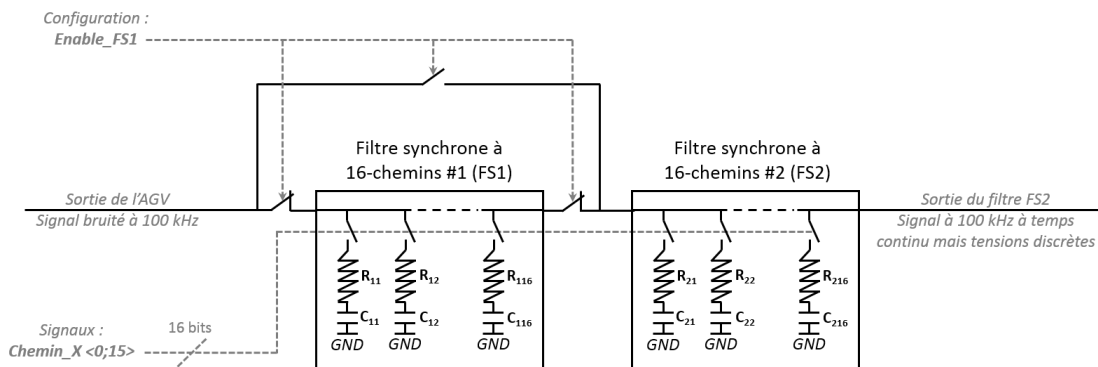 Configuration :
Enable_FS1
Filtre synchrone à
16-chemins #1 (FS1)
Filtre synchrone à
16-chemins #2 (FS2)
Sortie de l'AGV
Signal bruité à 100 kHz
Sortie du filtre FS2
Signal à 100 kHz à temps
continu mais tensions discrètes
R11 R12 R116 R21 R22 R216
C11 C12 C116 C21 C22 C216
GND GND GND GND GND GND
Signaux :
16 bits
Chemin_X <0;15>